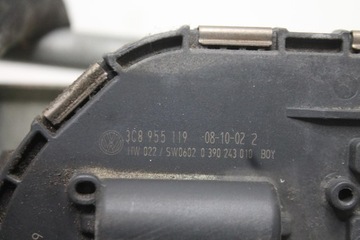 3C8 955 119 08-10-02 2
HW 022 / SW0602 0 390 243 010 BOY